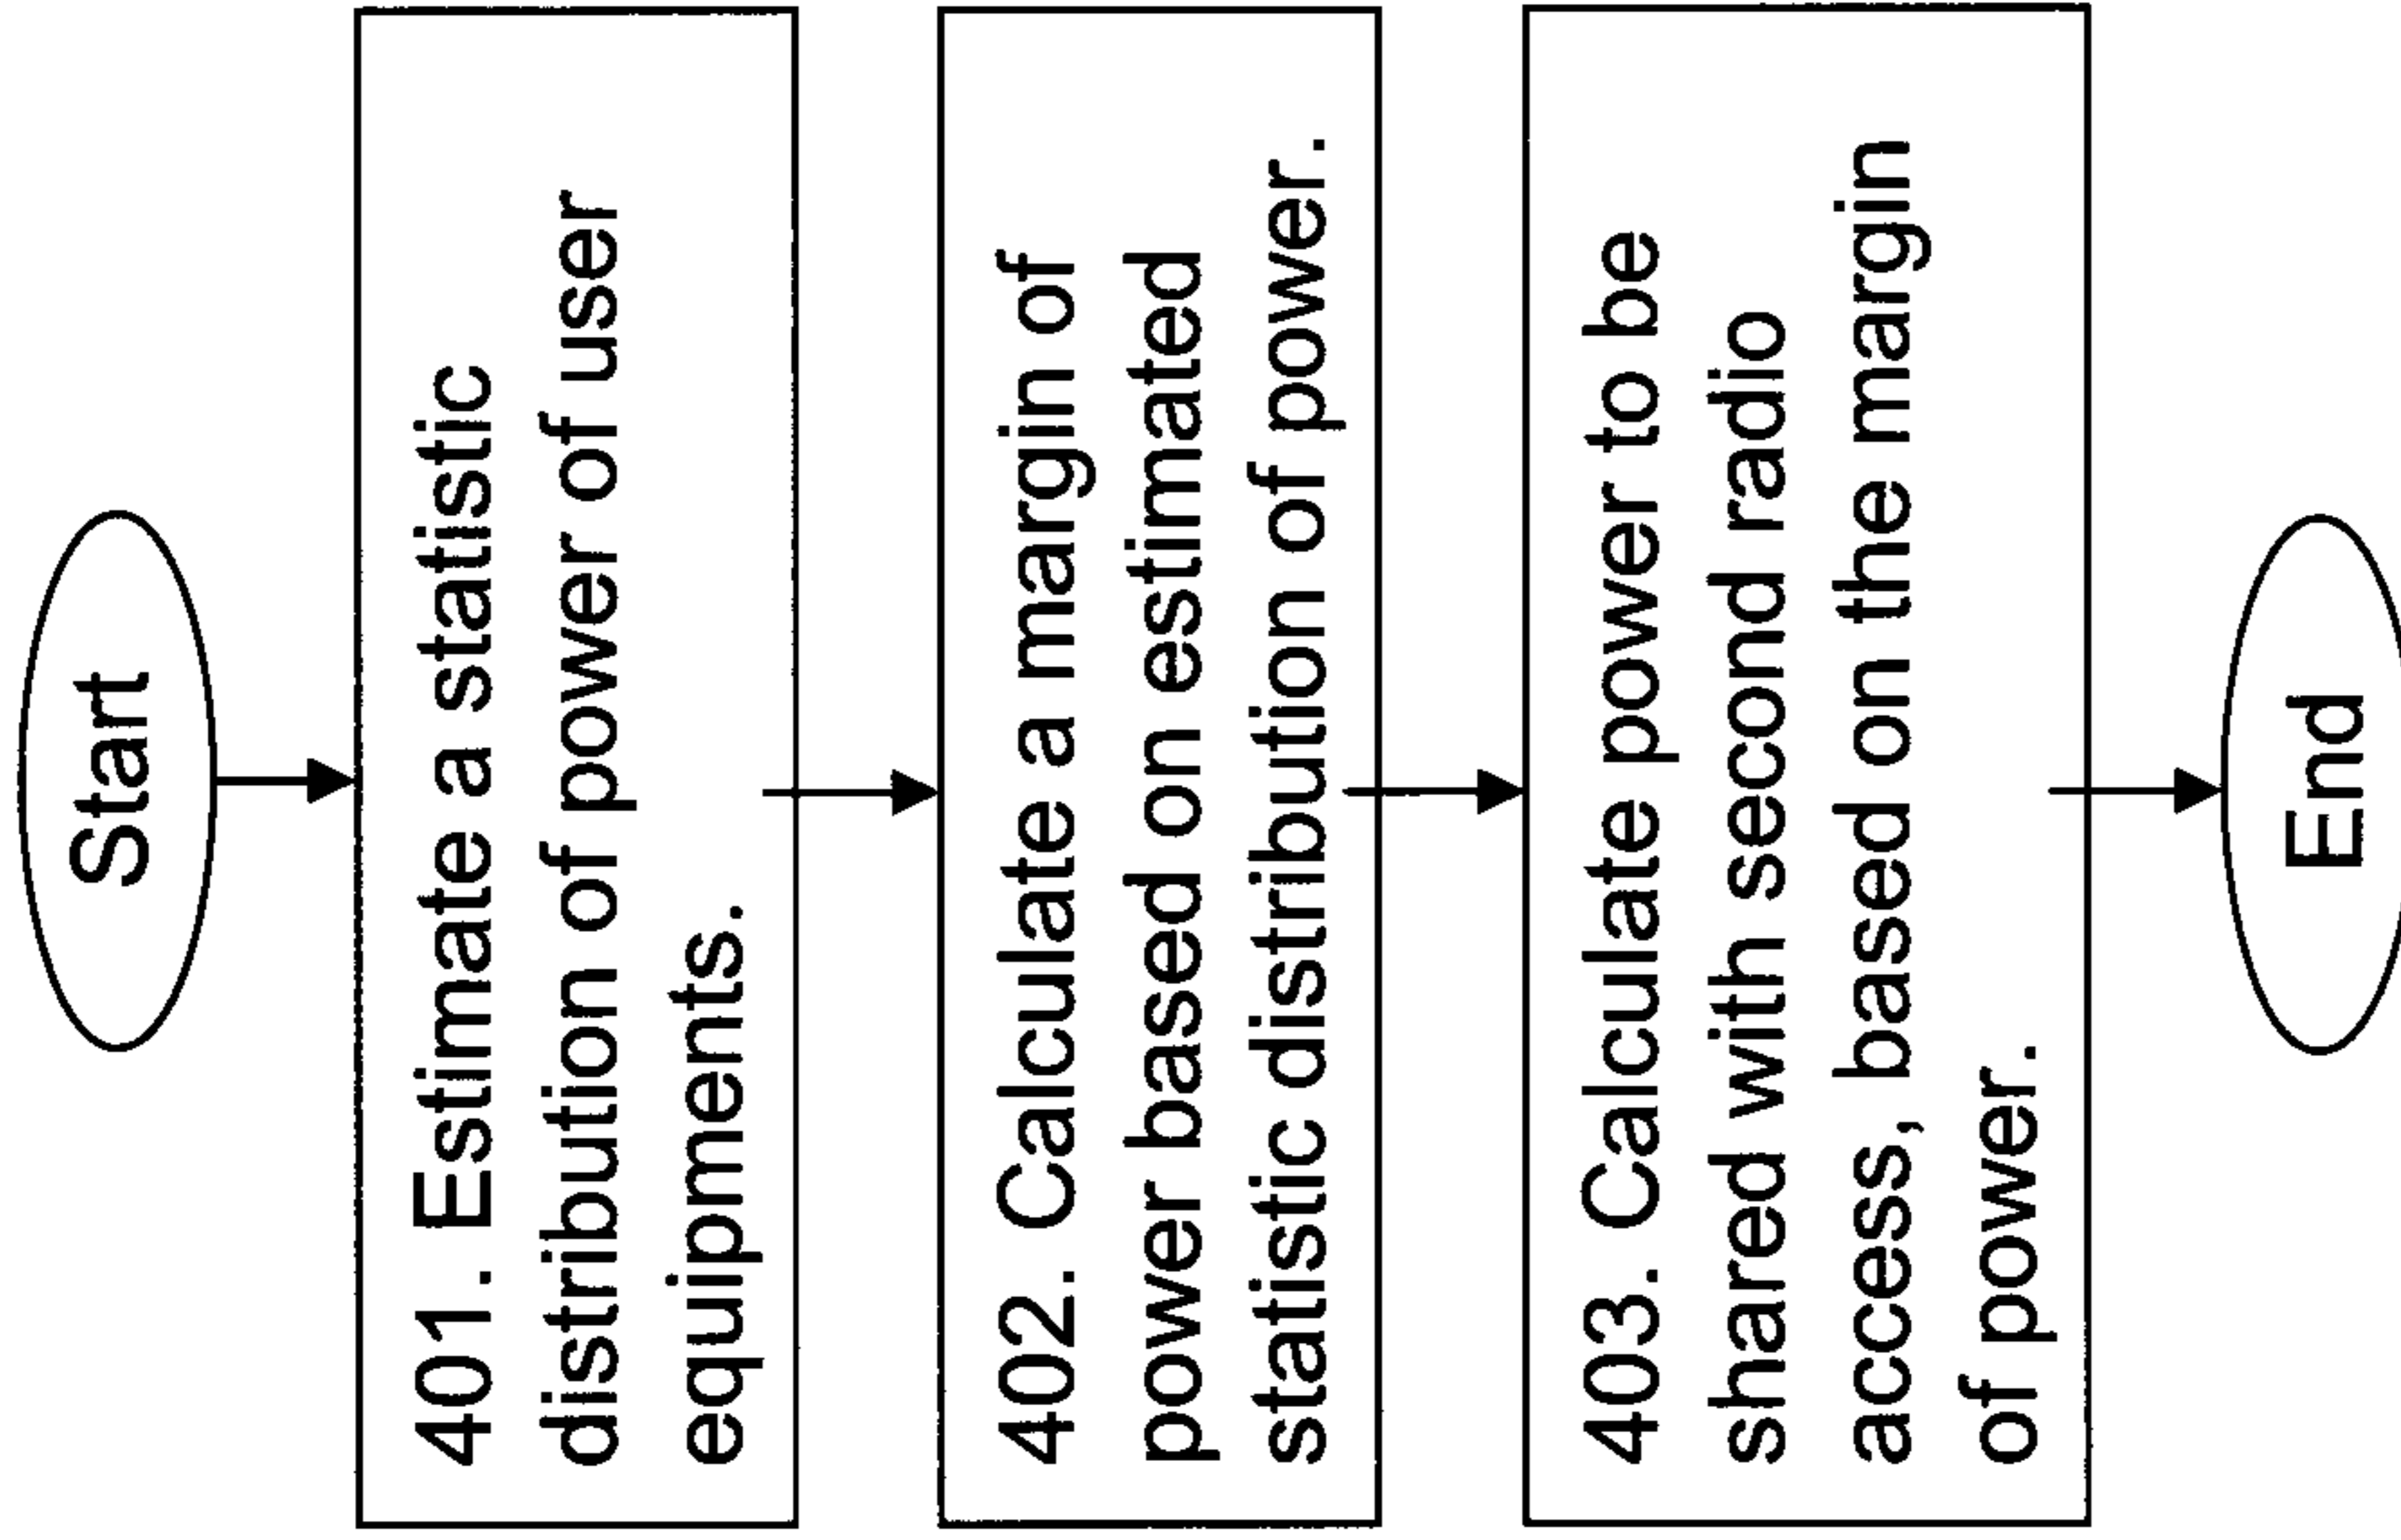 Start
401. Estimate a statistic
distribution of power of user
equipments.
402. Calculate a margin of
power based on estimated
statistic distribution of power.
403. Calculate power to be
shared with second radio
access, based on the margin
of power.
End